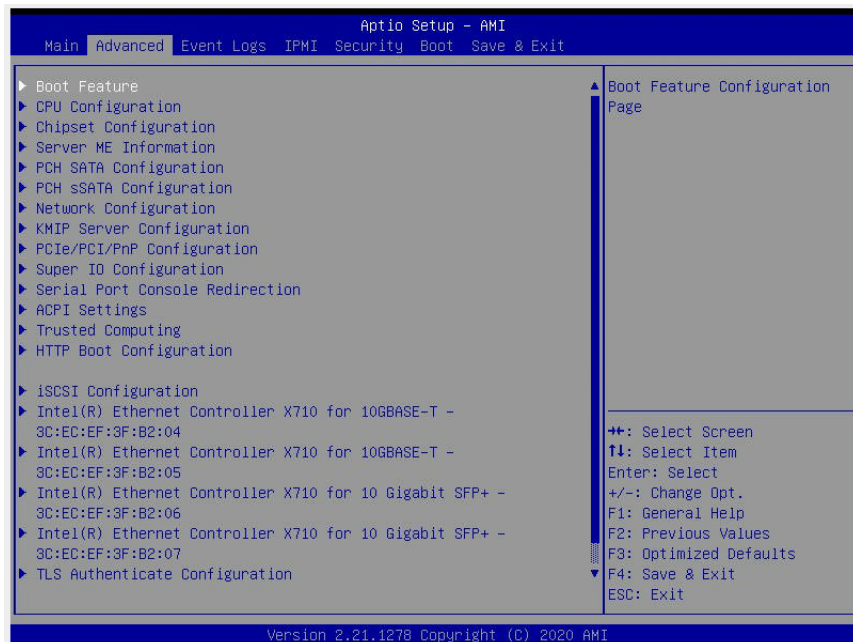 Aptio Setup – AMI
Main Advanced Event Logs IPMI Security Boot Save & Exit
▶ Boot Feature
▶ CPU Configuration
▶ Chipset Configuration
▶ Server ME Information
▶ PCH SATA Configuration
▶ PCH sSATA Configuration
▶ Network Configuration
▶ KMIP Server Configuration
▶ PCIe/PCI/PnP Configuration
▶ Super IO Configuration
▶ Serial Port Console Redirection
▶ ACPI Settings
▶ Trusted Computing
▶ HTTP Boot Configuration
▶ iSCSI Configuration
▶ Intel(R) Ethernet Controller X710 for 10GBASE-T –
3C:EC:EF:3F:B2:04
▶ Intel(R) Ethernet Controller X710 for 10GBASE-T –
3C:EC:EF:3F:B2:05
▶ Intel(R) Ethernet Controller X710 for 10 Gigabit SFP+ –
3C:EC:EF:3F:B2:06
▶ Intel(R) Ethernet Controller X710 for 10 Gigabit SFP+ –
3C:EC:EF:3F:B2:07
▶ TLS Authenticate Configuration
Boot Feature Configuration
Page
→←: Select Screen
↑↓: Select Item
Enter: Select
+/-: Change Opt.
F1: General Help
F2: Previous Values
F3: Optimized Defaults
F4: Save & Exit
ESC: Exit
Version 2.21.1278 Copyright (C) 2020 AMI